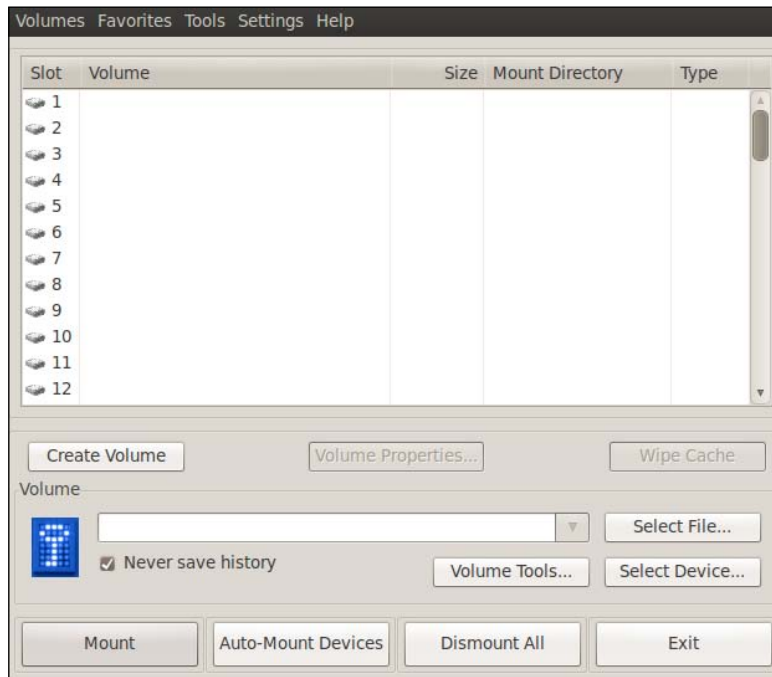 Volumes Favorites Tools Settings Help
Slot Volume Size Mount Directory Type
1
2
3
4
5
6
7
8
9
10
11
12
Create Volume Volume Properties... Wipe Cache
Volume
Select File...
Never save history
Volume Tools... Select Device...
Mount Auto-Mount Devices Dismount All Exit